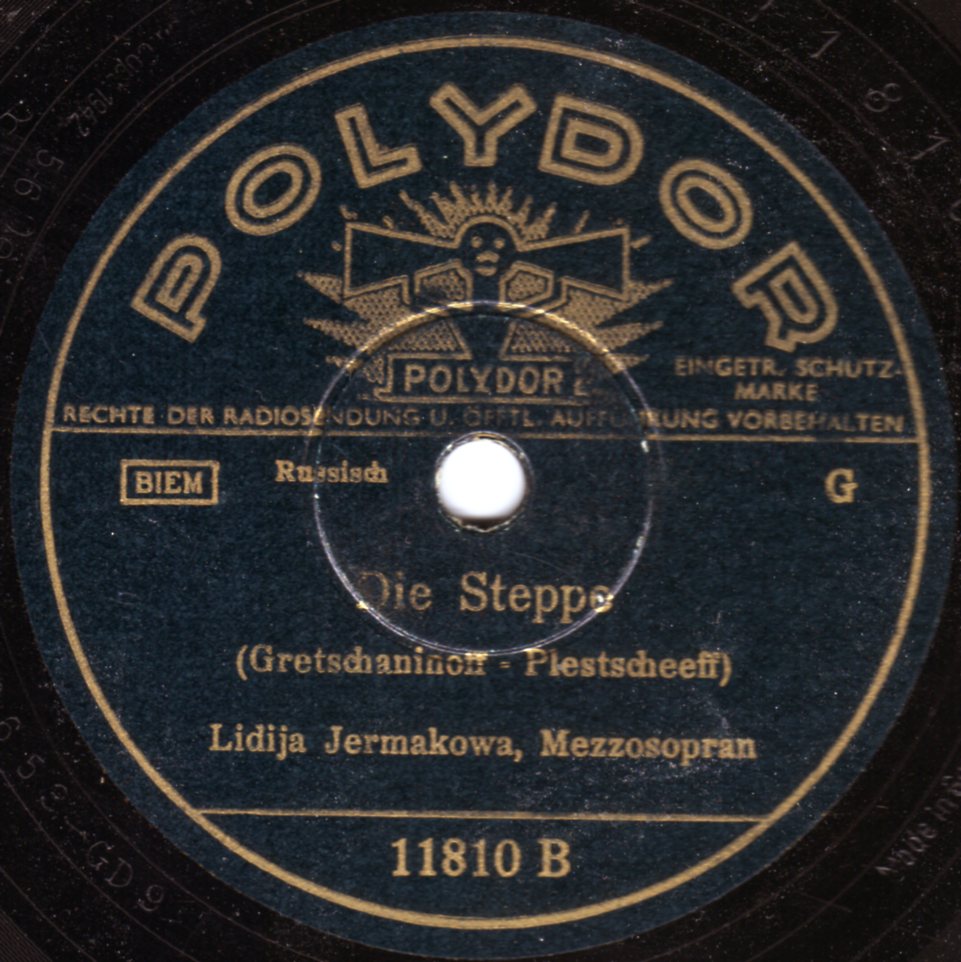 POLYDOR
POLYDOR
EINGETR. SCHUTZ-
MARKE
RECHTE DER RADIOSENDUNG U. ÖFFTL. AUFFÜHRUNG VORBEHALTEN
BIEM
Russisch
G
Die Steppe
(Gretschaninoff - Plestscheeff)
Lidija Jermakowa, Mezzosopran
11810 B